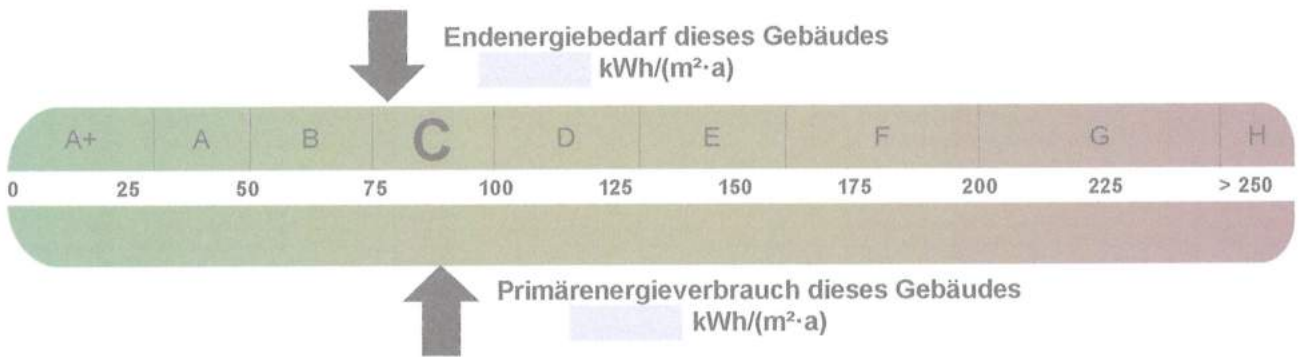 Endenergiebedarf dieses Gebäudes
kWh/(m²·a)
A+ A B C D E F G H
0 25 50 75 100 125 150 175 200 225 > 250
Primärenergieverbrauch dieses Gebäudes
kWh/(m²·a)